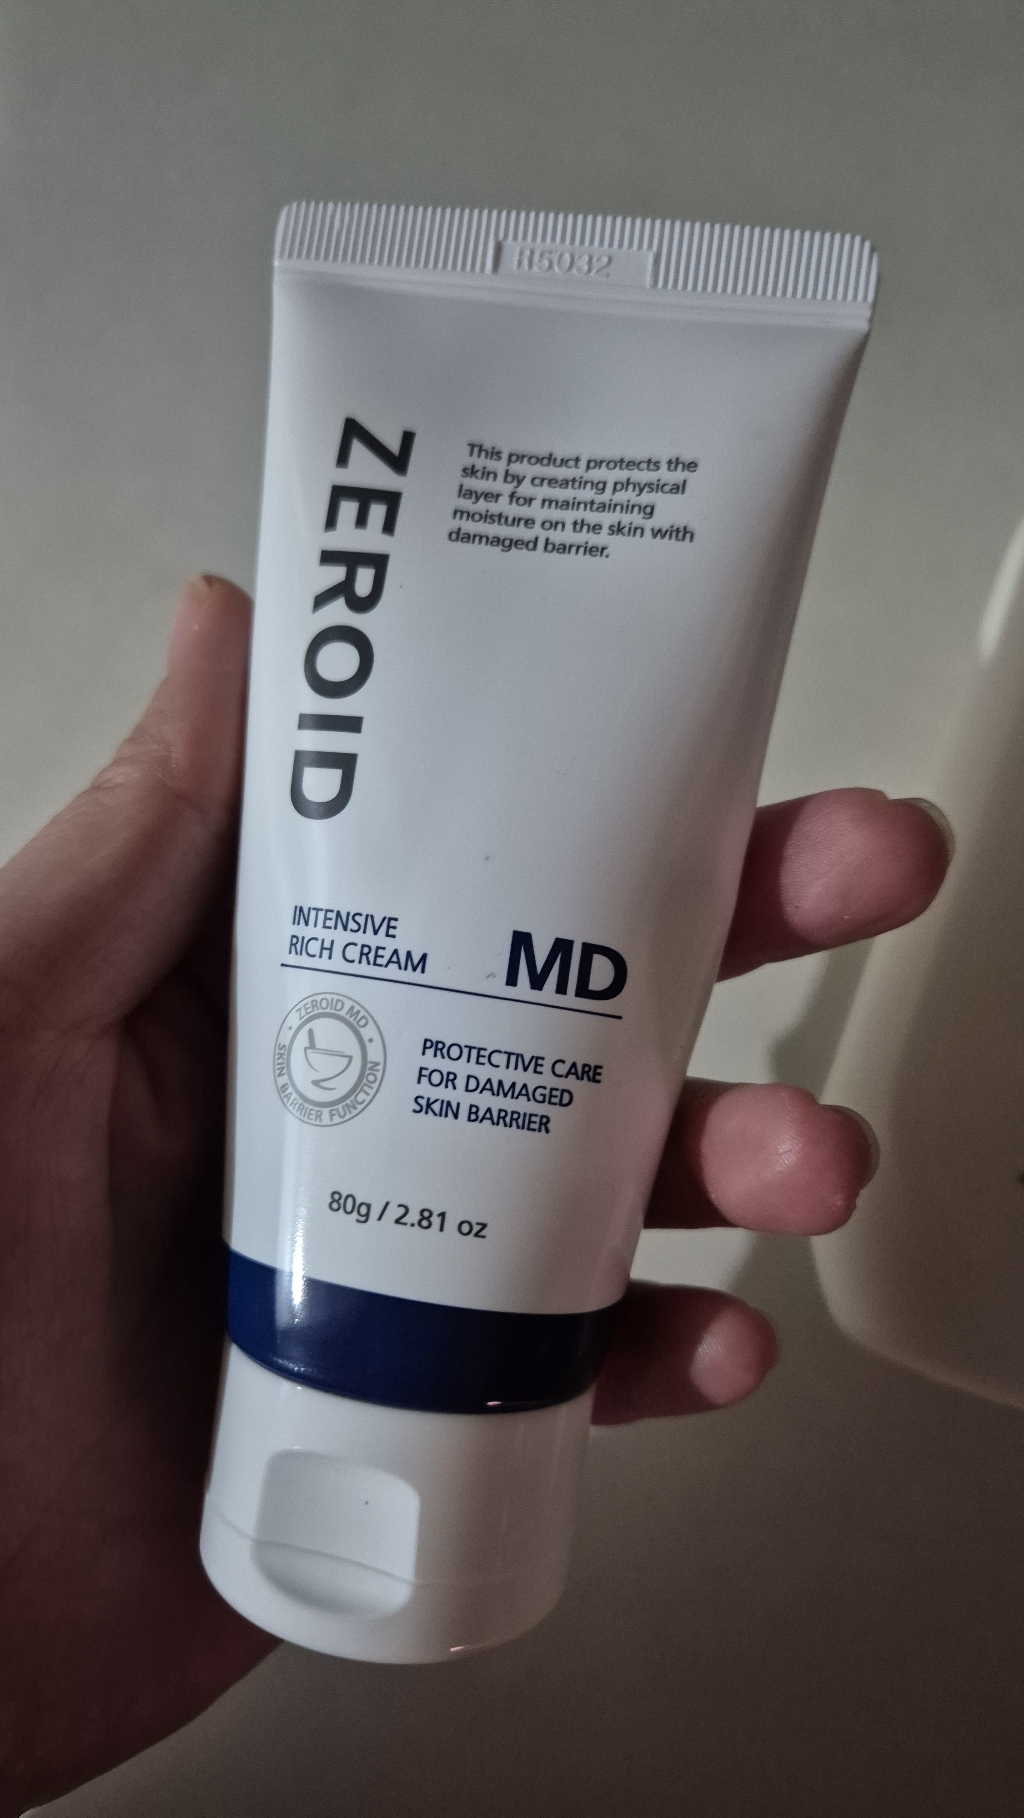 R5032
ZEROID
This product protects the
skin by creating physical
layer for maintaining
moisture on the skin with
damaged barrier.
INTENSIVE
RICH CREAM
MD
ZEROID MD
SKIN BARRIER FUNCTION
PROTECTIVE CARE
FOR DAMAGED
SKIN BARRIER
80g / 2.81 oz